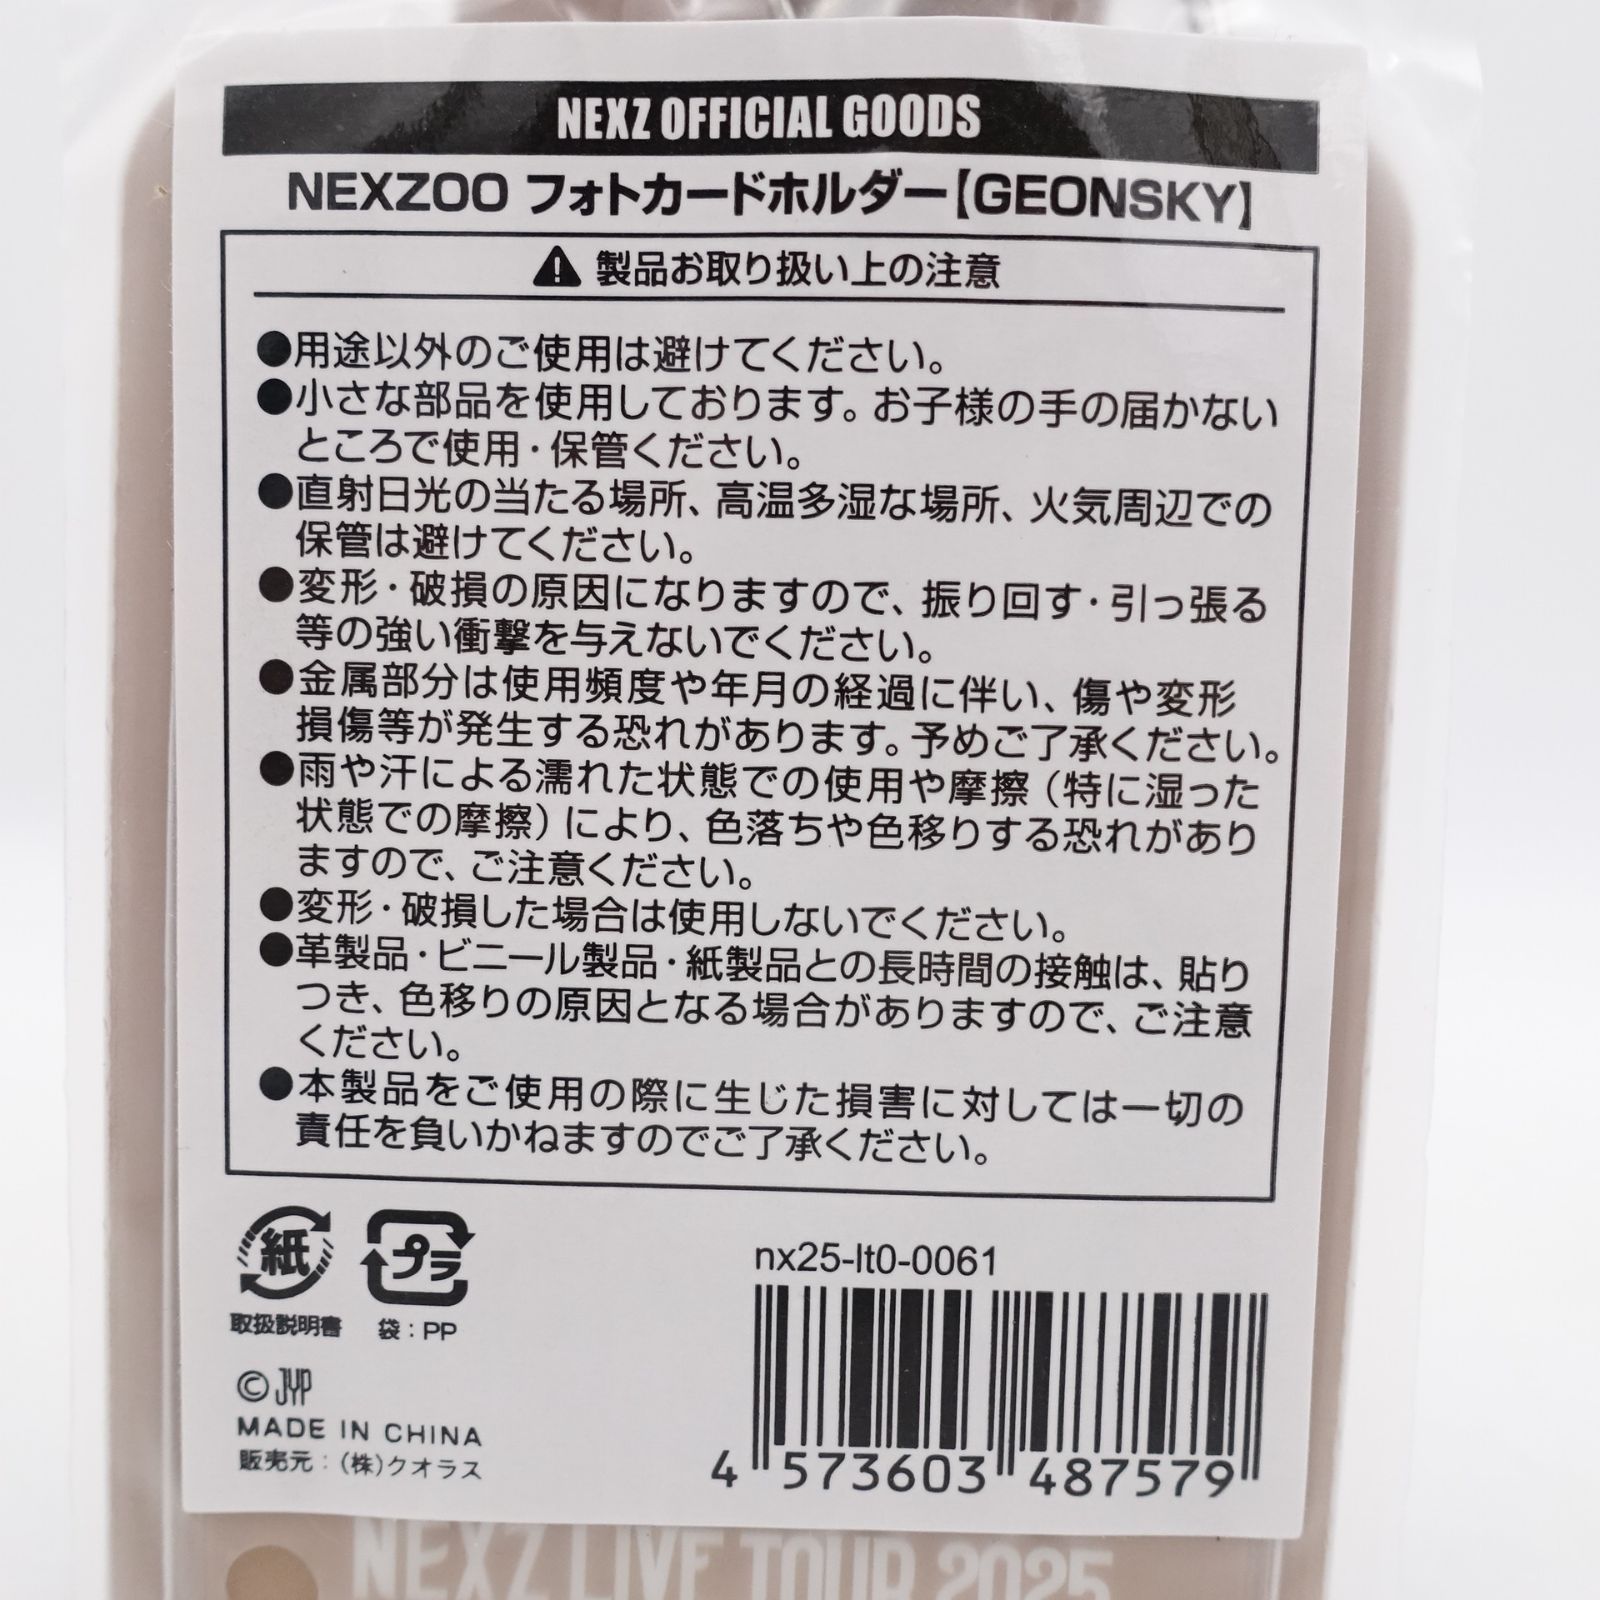 NEXZ OFFICIAL GOODS
NEXZOO フォトカードホルダー【GEONSKY】
製品お取り扱い上の注意
●用途以外のご使用は避けてください。
●小さな部品を使用しております。お子様の手の届かない
ところで使用・保管ください。
●直射日光の当たる場所、高温多湿な場所、火気周辺での
保管は避けてください。
●変形・破損の原因になりますので、振り回す・引っ張る
等の強い衝撃を与えないでください。
●金属部分は使用頻度や年月の経過に伴い、傷や変形
損傷等が発生する恐れがあります。予めご了承ください。
●雨や汗による濡れた状態での使用や摩擦（特に湿った
状態での摩擦）により、色落ちや色移りする恐れがあり
ますので、ご注意ください。
●変形・破損した場合は使用しないでください。
●革製品・ビニール製品・紙製品との長時間の接触は、貼り
つき、色移りの原因となる場合がありますので、ご注意
ください。
●本製品をご使用の際に生じた損害に対しては一切の
責任を負いかねますのでご了承ください。
紙 プラ
取扱説明書 袋：PP
nx25-lt0-0061
© JYP
MADE IN CHINA
販売元：(株)クオラス
4 573603 487579
NEXZ LIVE TOUR 2025